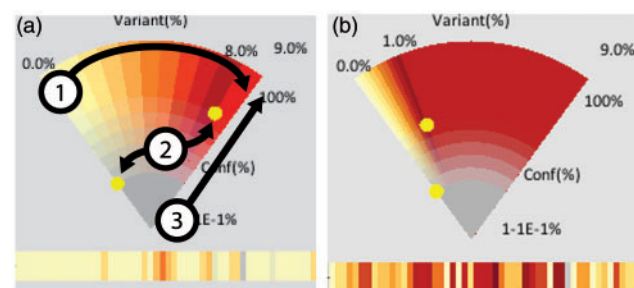 (a)
Variant(%)
0.0%
8.0%
9.0%
100%
1
2
3
Conf(%)
1E-1%
(b)
Variant(%)
0.0%
1.0%
9.0%
100%
Conf(%)
1-1E-1%